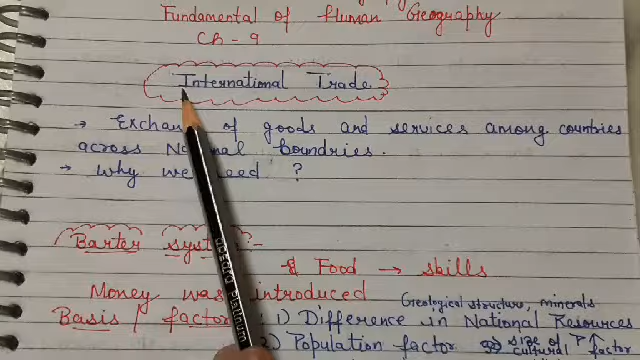 Fundamental of Human Geography
Ch - 9
International Trade
→ Exchan of goods and services among countries
across Na nal boundries.
→ Why we need ?
Barter syst ?-
Food → skills
Money was introduced
Geological structure, minerals
Basis / factor : 1) Difference in National Resources
2) Population factor size of P↑
cultural factor